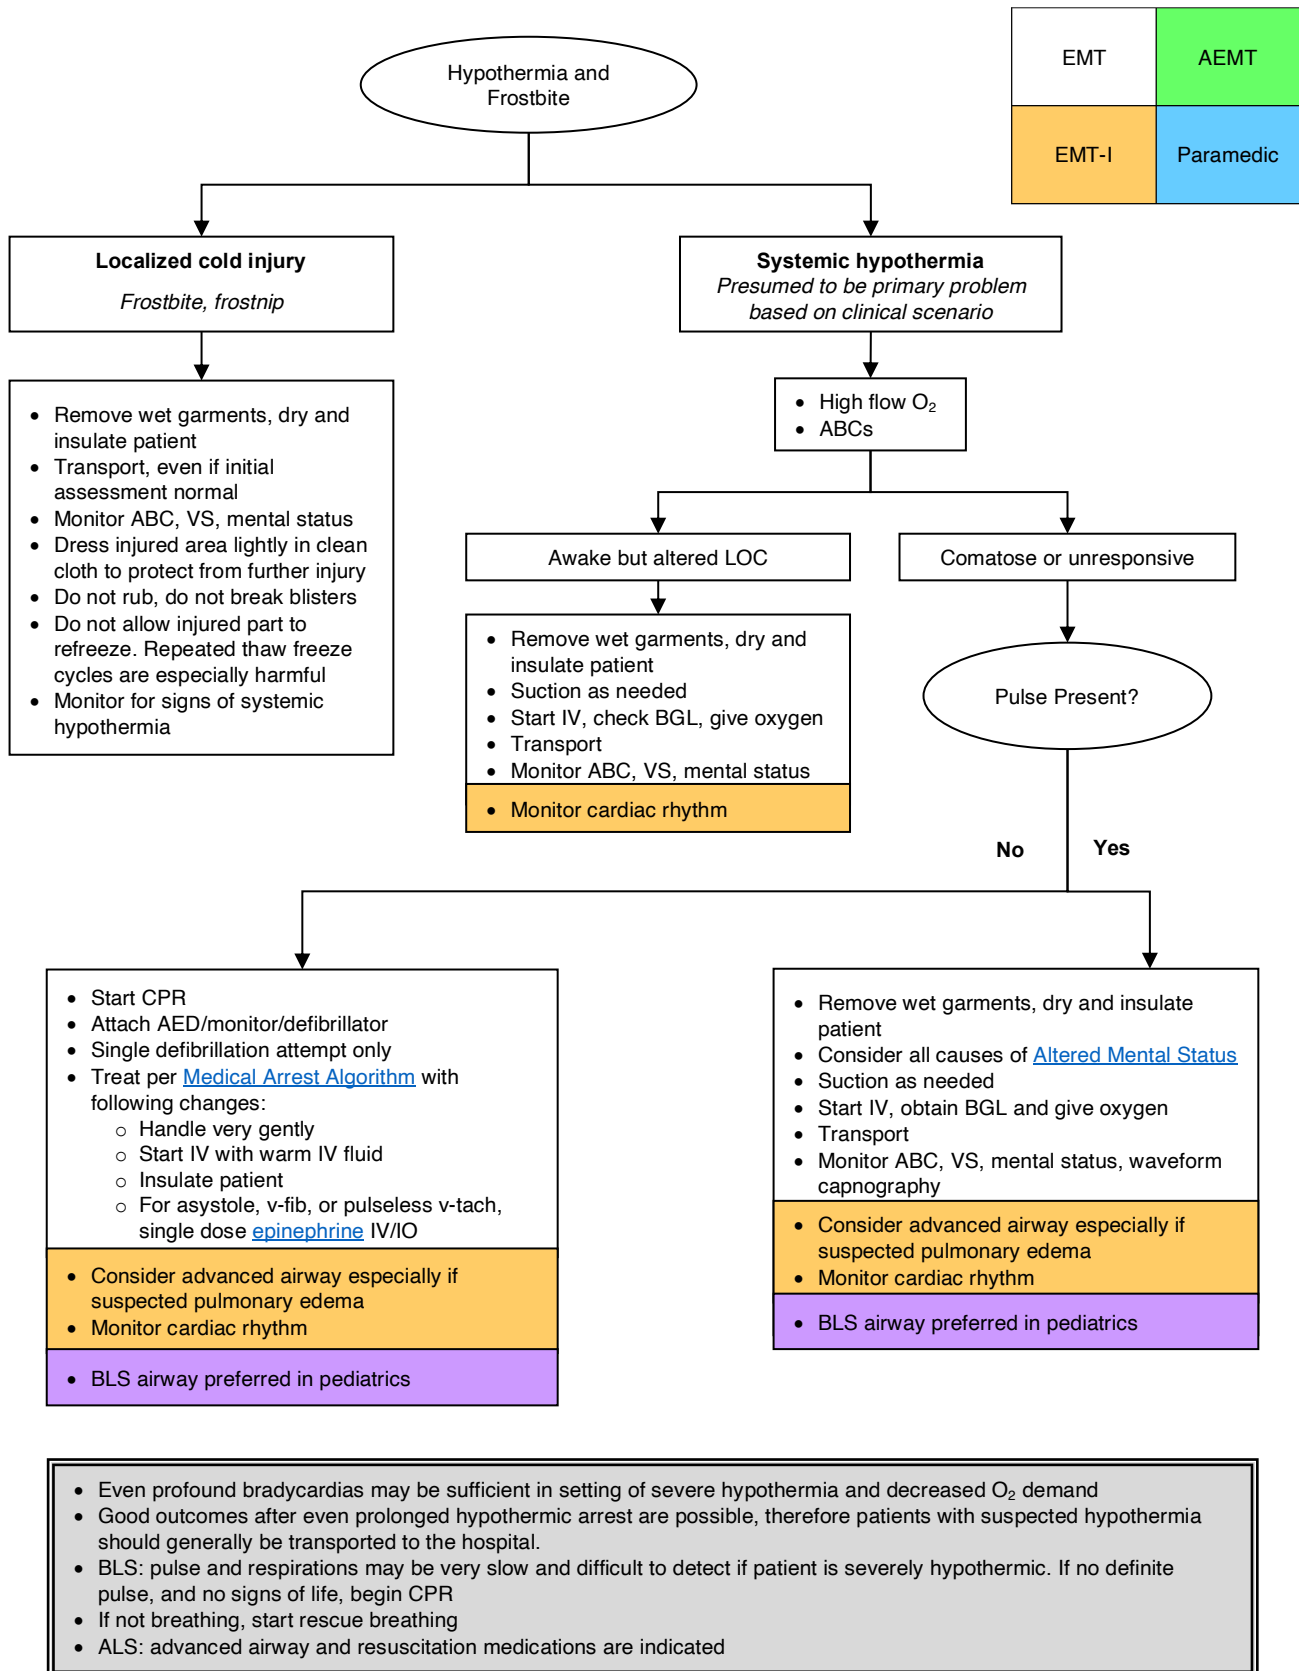 Hypothermia and
Frostbite
EMT
AEMT
EMT-I
Paramedic
Localized cold injury
Frostbite, frostnip
Systemic hypothermia
Presumed to be primary problem
based on clinical scenario
• Remove wet garments, dry and
insulate patient
• Transport, even if initial
assessment normal
• Monitor ABC, VS, mental status
• Dress injured area lightly in clean
cloth to protect from further injury
• Do not rub, do not break blisters
• Do not allow injured part to
refreeze. Repeated thaw freeze
cycles are especially harmful
• Monitor for signs of systemic
hypothermia
• High flow O₂
• ABCs
Awake but altered LOC
Comatose or unresponsive
• Remove wet garments, dry and
insulate patient
• Suction as needed
• Start IV, check BGL, give oxygen
• Transport
• Monitor ABC, VS, mental status
• Monitor cardiac rhythm
Pulse Present?
No
Yes
• Start CPR
• Attach AED/monitor/defibrillator
• Single defibrillation attempt only
• Treat per Medical Arrest Algorithm with
following changes:
o Handle very gently
o Start IV with warm IV fluid
o Insulate patient
o For asystole, v-fib, or pulseless v-tach,
single dose epinephrine IV/IO
• Consider advanced airway especially if
suspected pulmonary edema
• Monitor cardiac rhythm
• BLS airway preferred in pediatrics
• Remove wet garments, dry and insulate
patient
• Consider all causes of Altered Mental Status
• Suction as needed
• Start IV, obtain BGL and give oxygen
• Transport
• Monitor ABC, VS, mental status, waveform
capnography
• Consider advanced airway especially if
suspected pulmonary edema
• Monitor cardiac rhythm
• BLS airway preferred in pediatrics
• Even profound bradycardias may be sufficient in setting of severe hypothermia and decreased O₂ demand
• Good outcomes after even prolonged hypothermic arrest are possible, therefore patients with suspected hypothermia
should generally be transported to the hospital.
• BLS: pulse and respirations may be very slow and difficult to detect if patient is severely hypothermic. If no definite
pulse, and no signs of life, begin CPR
• If not breathing, start rescue breathing
• ALS: advanced airway and resuscitation medications are indicated